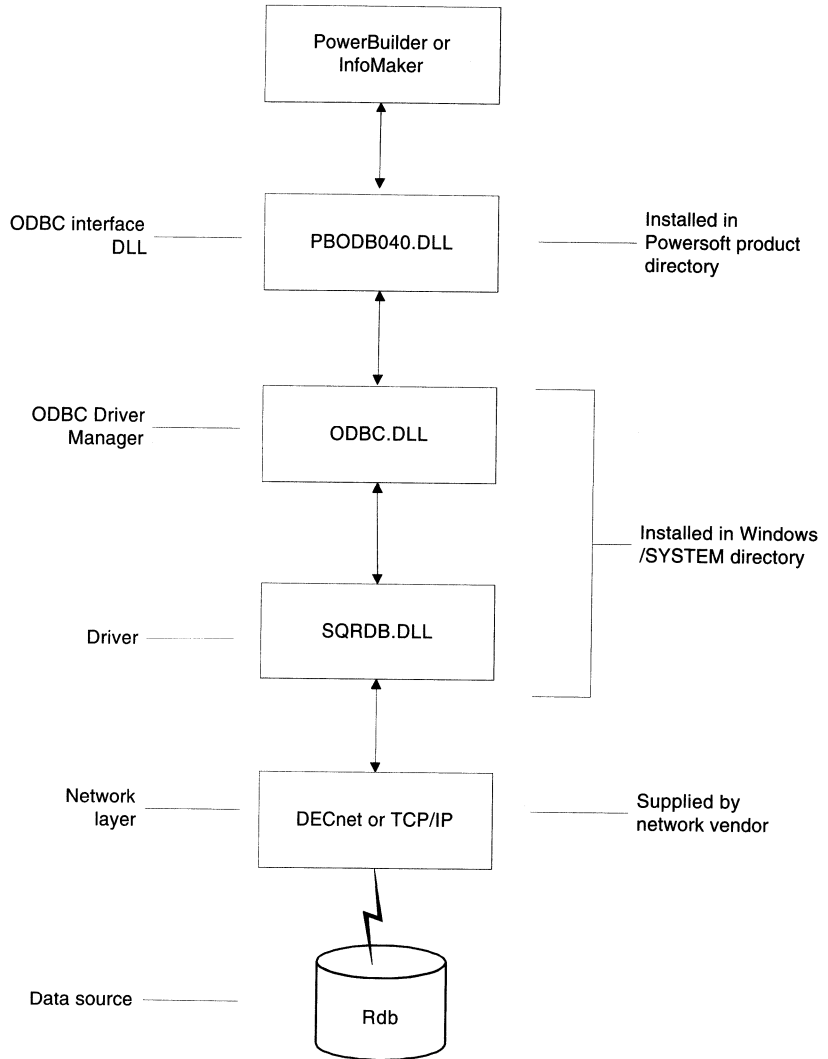 PowerBuilder or
InfoMaker
ODBC interface
DLL
PBODB040.DLL
Installed in
Powersoft product
directory
ODBC Driver
Manager
ODBC.DLL
Installed in Windows
/SYSTEM directory
Driver
SQRDB.DLL
Network
layer
DECnet or TCP/IP
Supplied by
network vendor
Data source
Rdb